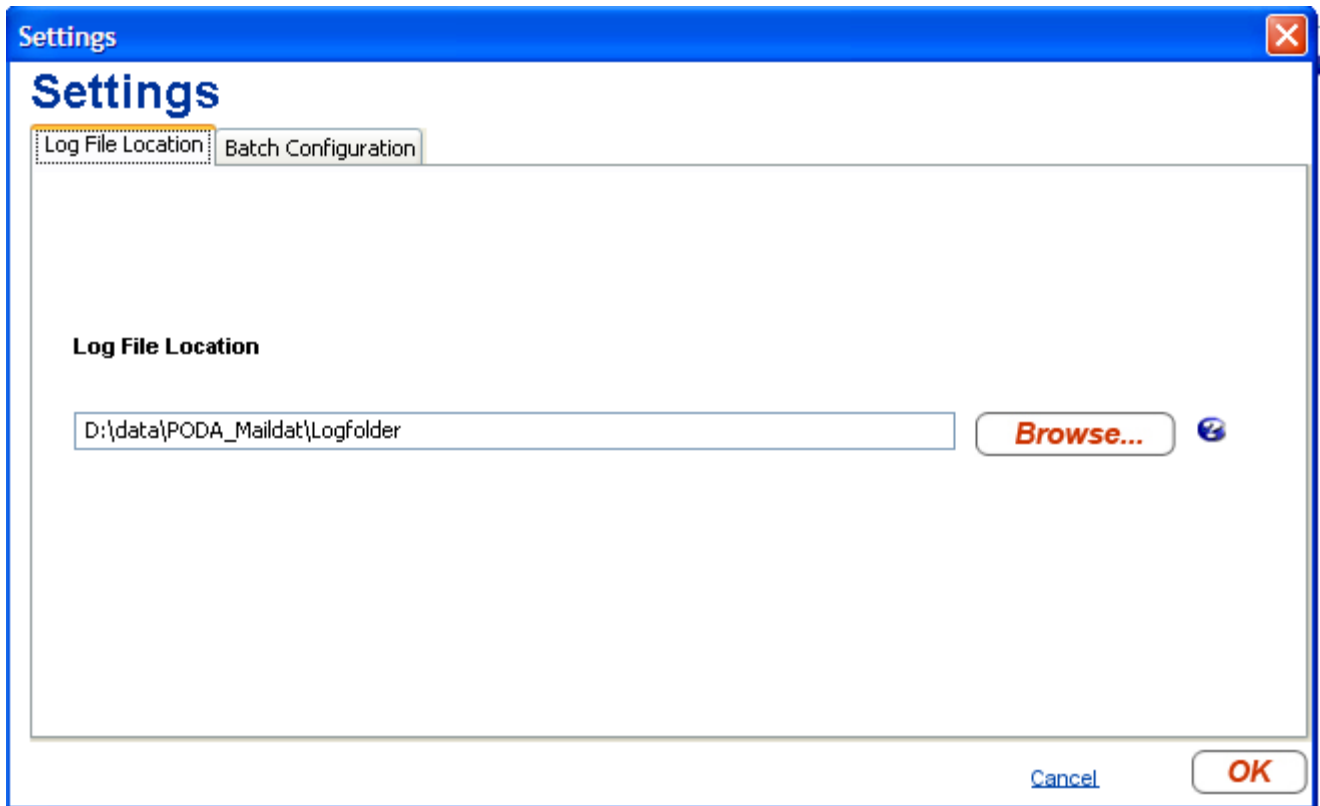 Settings
Settings
Log File Location
Batch Configuration
Log File Location
D:\data\PODA_Maildat\Logfolder
Browse...
?
Cancel
OK